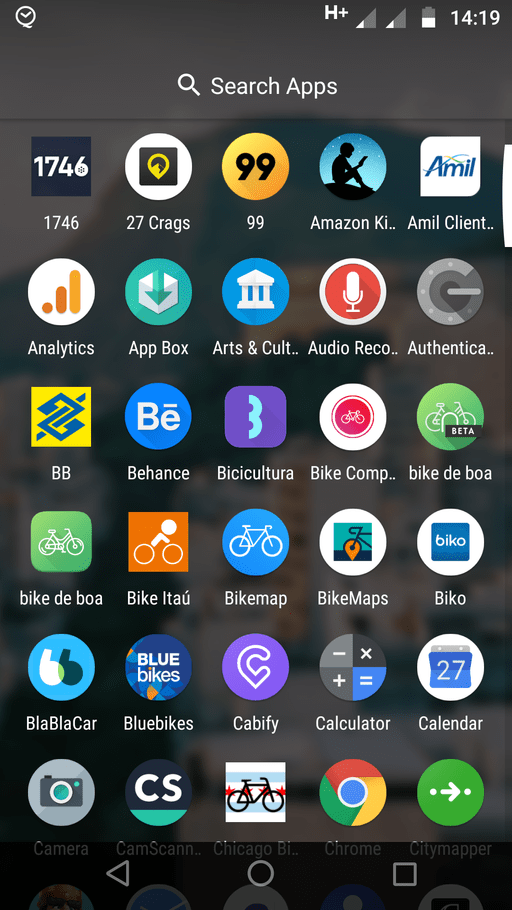 H+ 14:19
Search Apps
1746 99 Amil
1746 27 Crags 99 Amazon Ki.. Amil Client..
Analytics App Box Arts & Cult.. Audio Reco.. Authentica..
Bē BETA
BB Behance Bicicultura Bike Comp.. bike de boa
biko
bike de boa Bike Itaú Bikemap BikeMaps Biko
BLUE
bikes 27
BlaBlaCar Bluebikes Cabify Calculator Calendar
CS
Camera CamScann.. Chicago Bi.. Chrome Citymapper